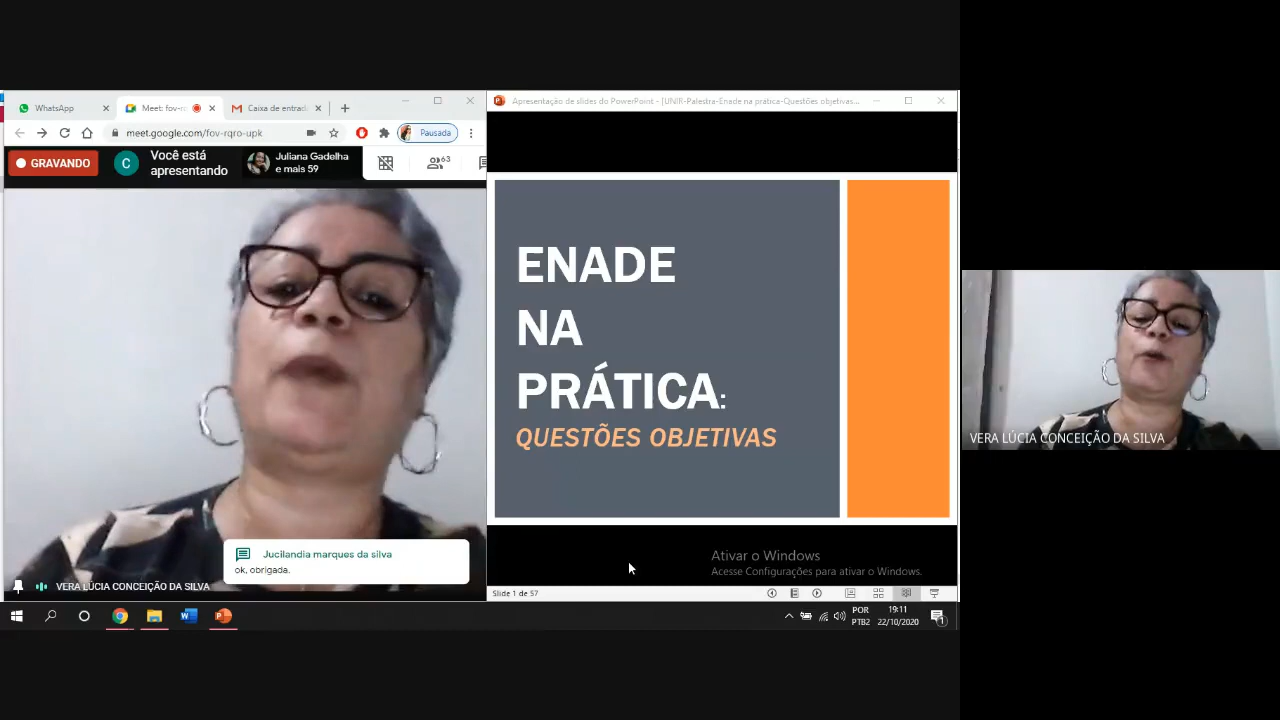 WhatsApp
Meet: fov-r
Caixa de entrad
meet.google.com/fov-rqro-upk
Pausada
GRAVANDO
C
Você está
apresentando
Juliana Gadelha
e mais 59
63
Jucilandia marques da silva
ok, obrigada.
VERA LÚCIA CONCEIÇÃO DA SILVA
Apresentação de slides do PowerPoint - [UNIR-Palestra-Enade na prática-Questões objetivas...
ENADE
NA
PRÁTICA:
QUESTÕES OBJETIVAS
Ativar o Windows
Acesse Configurações para ativar o Windows.
Slide 1 de 57
POR
PTB2
19:11
22/10/2020
1
VERA LÚCIA CONCEIÇÃO DA SILVA